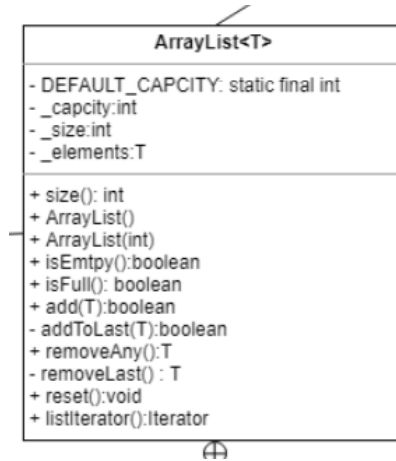 ArrayList<T>
- DEFAULT_CAPCITY: static final int
- _capcity:int
- _size:int
- _elements:T
+ size(): int
+ ArrayList()
+ ArrayList(int)
+ isEmtpy():boolean
+ isFull(): boolean
+ add(T):boolean
- addToLast(T):boolean
+ removeAny():T
- removeLast() : T
+ reset():void
+ listIterator():Iterator